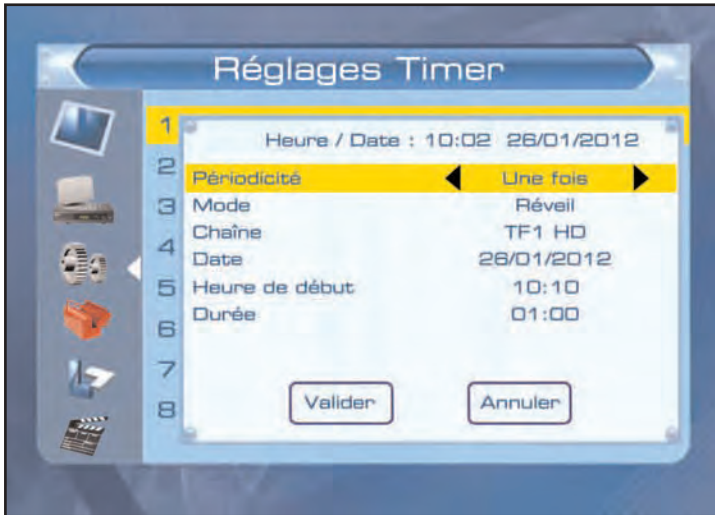 Réglages Timer
1
2
3
4
5
6
7
8
Heure / Date : 10:02 26/01/2012
Périodicité Une fois
Mode Réveil
Chaîne TF1 HD
Date 26/01/2012
Heure de début 10:10
Durée 01:00
Valider Annuler